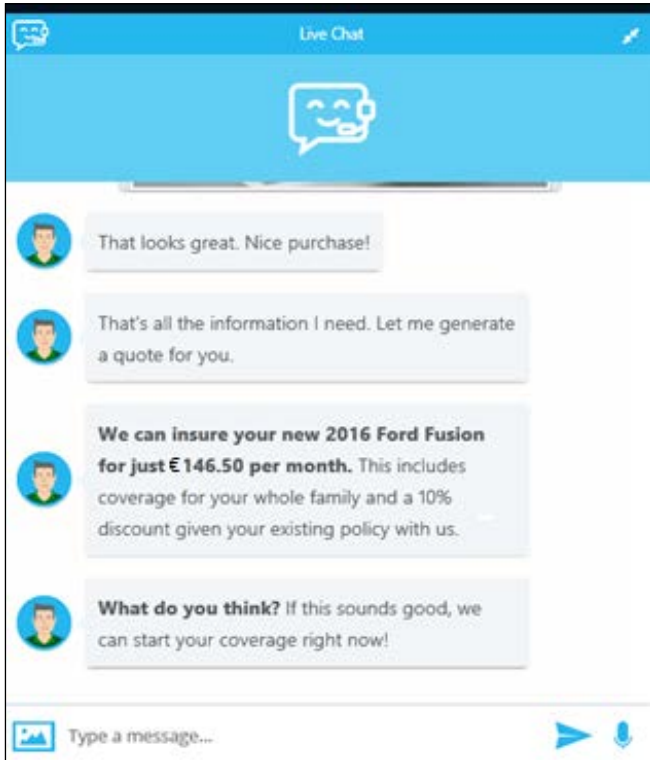 Live Chat
That looks great. Nice purchase!
That's all the information I need. Let me generate
a quote for you.
We can insure your new 2016 Ford Fusion
for just €146.50 per month. This includes
coverage for your whole family and a 10%
discount given your existing policy with us.
What do you think? If this sounds good, we
can start your coverage right now!
Type a message...